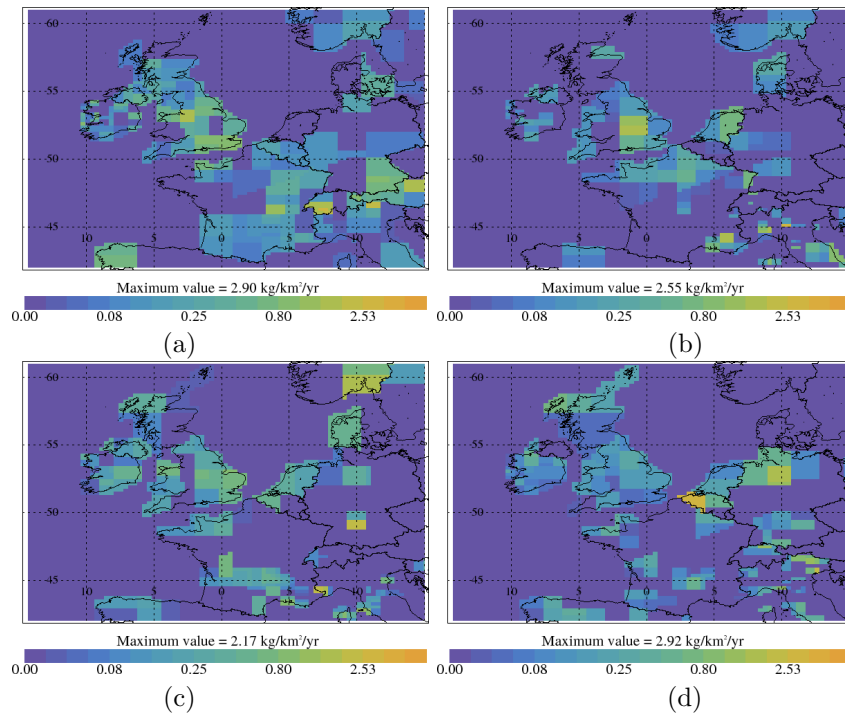 60
55
50
45
10 5 0 5 10
Maximum value = 2.90 kg/km²/yr
0.00 0.08 0.25 0.80 2.53
(a)
60
55
50
45
10 5 0 5 10
Maximum value = 2.55 kg/km²/yr
0.00 0.08 0.25 0.80 2.53
(b)
60
55
50
45
10 5 0 5 10
Maximum value = 2.17 kg/km²/yr
0.00 0.08 0.25 0.80 2.53
(c)
60
55
50
45
10 5 0 5 10
Maximum value = 2.92 kg/km²/yr
0.00 0.08 0.25 0.80 2.53
(d)